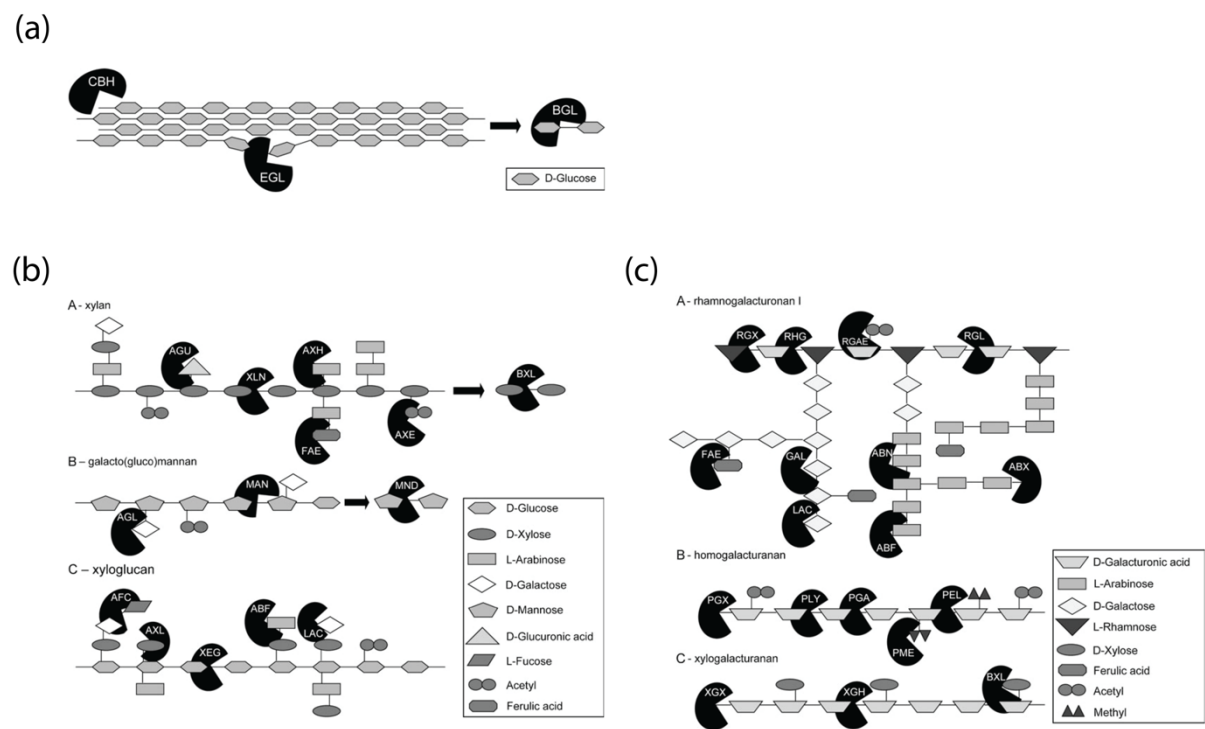 (a)
CBH
BGL
EGL
D-Glucose
(b)
A - xylan
AGU
XLN
AXH
BXL
FAE
AXE
B – galacto(gluco)mannan
MAN
MND
AGL
C – xyloglucan
AFC
AXL
XEG
ABF
LAC
D-Glucose
D-Xylose
L-Arabinose
D-Galactose
D-Mannose
D-Glucuronic acid
L-Fucose
Acetyl
Ferulic acid
(c)
A - rhamnogalacturonan I
RGX
RHG
RGAE
RGL
FAE
GAL
ABN
ABX
LAC
ABF
B - homogalacturanan
PGX
PLY
PGA
PEL
PME
C - xylogalacturanan
XGX
XGH
BXL
D-Galacturonic acid
L-Arabinose
D-Galactose
L-Rhamnose
D-Xylose
Ferulic acid
Acetyl
Methyl